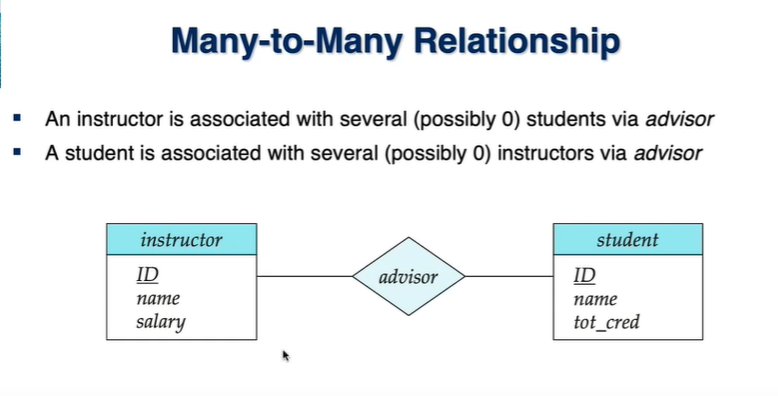 Many-to-Many Relationship
An instructor is associated with several (possibly 0) students via advisor
A student is associated with several (possibly 0) instructors via advisor
instructor
ID
name
salary
advisor
student
ID
name
tot_cred